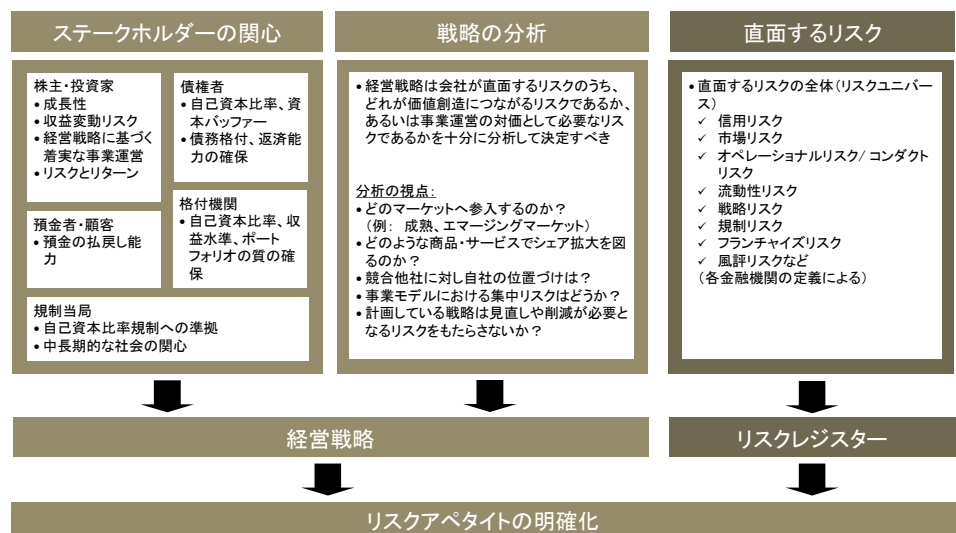 ステークホルダーの関心
株主・投資家
• 成長性
• 収益変動リスク
• 経営戦略に基づく
着実な事業運営
• リスクとリターン
債権者
• 自己資本比率、資
本バッファー
• 債務格付、返済能
力の確保
預金者・顧客
• 預金の払戻し能
力
格付機関
• 自己資本比率、収
益水準、ポート
フォリオの質の確
保
規制当局
• 自己資本比率規制への準拠
• 中長期的な社会の関心
戦略の分析
• 経営戦略は会社が直面するリスクのうち、
どれが価値創造につながるリスクであるか、
あるいは事業運営の対価として必要なリス
クであるかを十分に分析して決定すべき
分析の視点:
• どのマーケットへ参入するのか?
(例: 成熟、エマージングマーケット)
• どのような商品・サービスでシェア拡大を図
るのか?
• 競合他社に対し自社の位置づけは?
• 事業モデルにおける集中リスクはどうか?
• 計画している戦略は見直しや削減が必要と
なるリスクをもたらさないか?
直面するリスク
• 直面するリスクの全体(リスクユニバー
ス)
✓ 信用リスク
✓ 市場リスク
✓ オペレーショナルリスク/ コンダクト
リスク
✓ 流動性リスク
✓ 戦略リスク
✓ 規制リスク
✓ フランチャイズリスク
✓ 風評リスクなど
(各金融機関の定義による)
経営戦略
リスクレジスター
リスクアペタイトの明確化